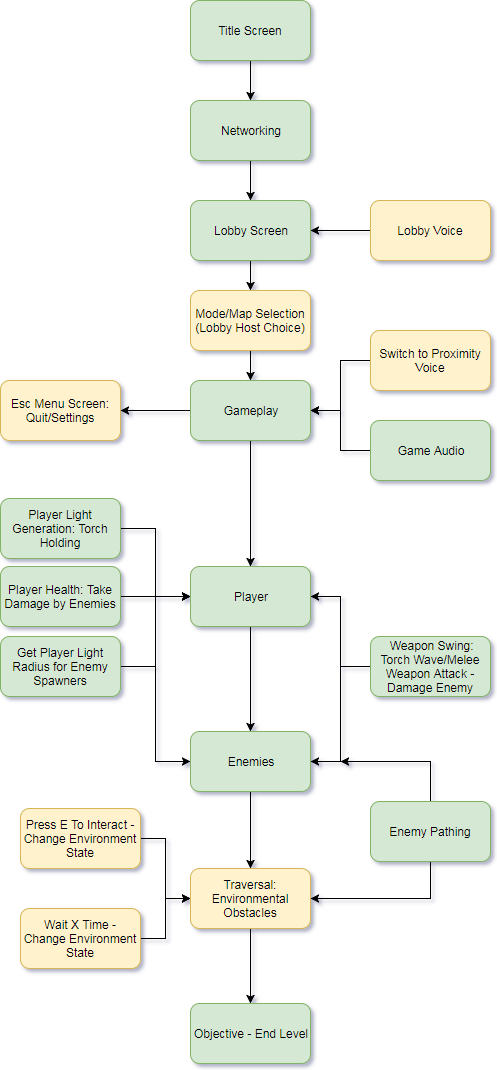 Title Screen
Networking
Lobby Screen
Lobby Voice
Mode/Map Selection
(Lobby Host Choice)
Switch to Proximity
Voice
Esc Menu Screen:
Quit/Settings
Gameplay
Game Audio
Player Light
Generation: Torch
Holding
Player Health: Take
Damage by Enemies
Player
Get Player Light
Radius for Enemy
Spawners
Weapon Swing:
Torch Wave/Melee
Weapon Attack -
Damage Enemy
Enemies
Press E To Interact -
Change Environment
State
Enemy Pathing
Traversal:
Environmental
Obstacles
Wait X Time -
Change Environment
State
Objective - End Level